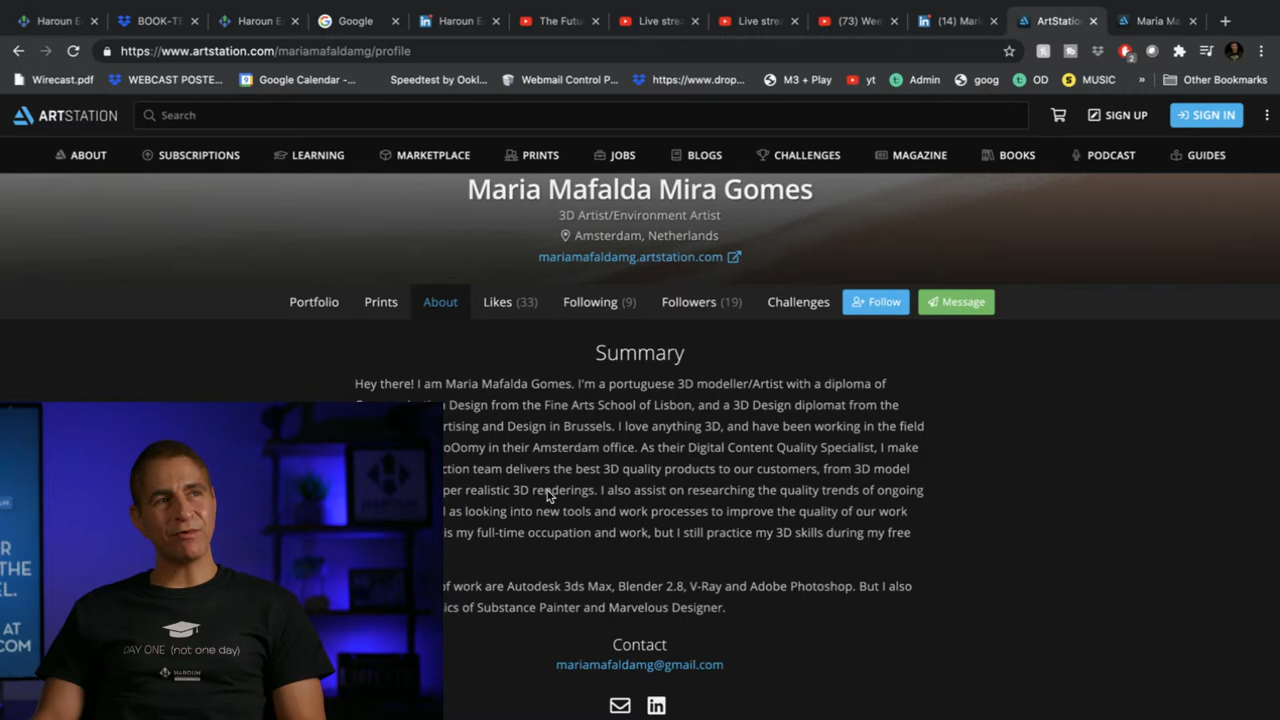 Haroun E
BOOK-TE
Haroun E
Google
Haroun E
The Futu
Live strea
Live strea
(73) Wee
(14) Mari
ArtStatio
Maria Ma
https://www.artstation.com/mariamafaldamg/profile
2
Wirecast.pdf
WEBCAST POSTE...
Google Calendar -...
Speedtest by Ookl...
Webmail Control P...
https://www.drop...
M3 + Play
yt
Admin
goog
OD
MUSIC
»
Other Bookmarks
ARTSTATION
Search
SIGN UP
SIGN IN
ABOUT
SUBSCRIPTIONS
LEARNING
MARKETPLACE
PRINTS
JOBS
BLOGS
CHALLENGES
MAGAZINE
BOOKS
PODCAST
GUIDES
Maria Mafalda Mira Gomes
3D Artist/Environment Artist
Amsterdam, Netherlands
mariamafaldamg.artstation.com
Portfolio
Prints
About
Likes (33)
Following (9)
Followers (19)
Challenges
Follow
Message
Summary
Hey there! I am Maria Mafalda Gomes. I'm a portuguese 3D modeller/Artist with a diploma of
Design from the Fine Arts School of Lisbon, and a 3D Design diplomat from the
ertising and Design in Brussels. I love anything 3D, and have been working in the field
oOomy in their Amsterdam office. As their Digital Content Quality Specialist, I make
ction team delivers the best 3D quality products to our customers, from 3D model
per realistic 3D renderings. I also assist on researching the quality trends of ongoing
l as looking into new tools and work processes to improve the quality of our work
is my full-time occupation and work, but I still practice my 3D skills during my free
of work are Autodesk 3ds Max, Blender 2.8, V-Ray and Adobe Photoshop. But I also
ics of Substance Painter and Marvelous Designer.
Contact
mariamafaldamg@gmail.com
HAROUN
R
THE
EL.
AT
COM
DAY ONE (not one day)
HAROUN